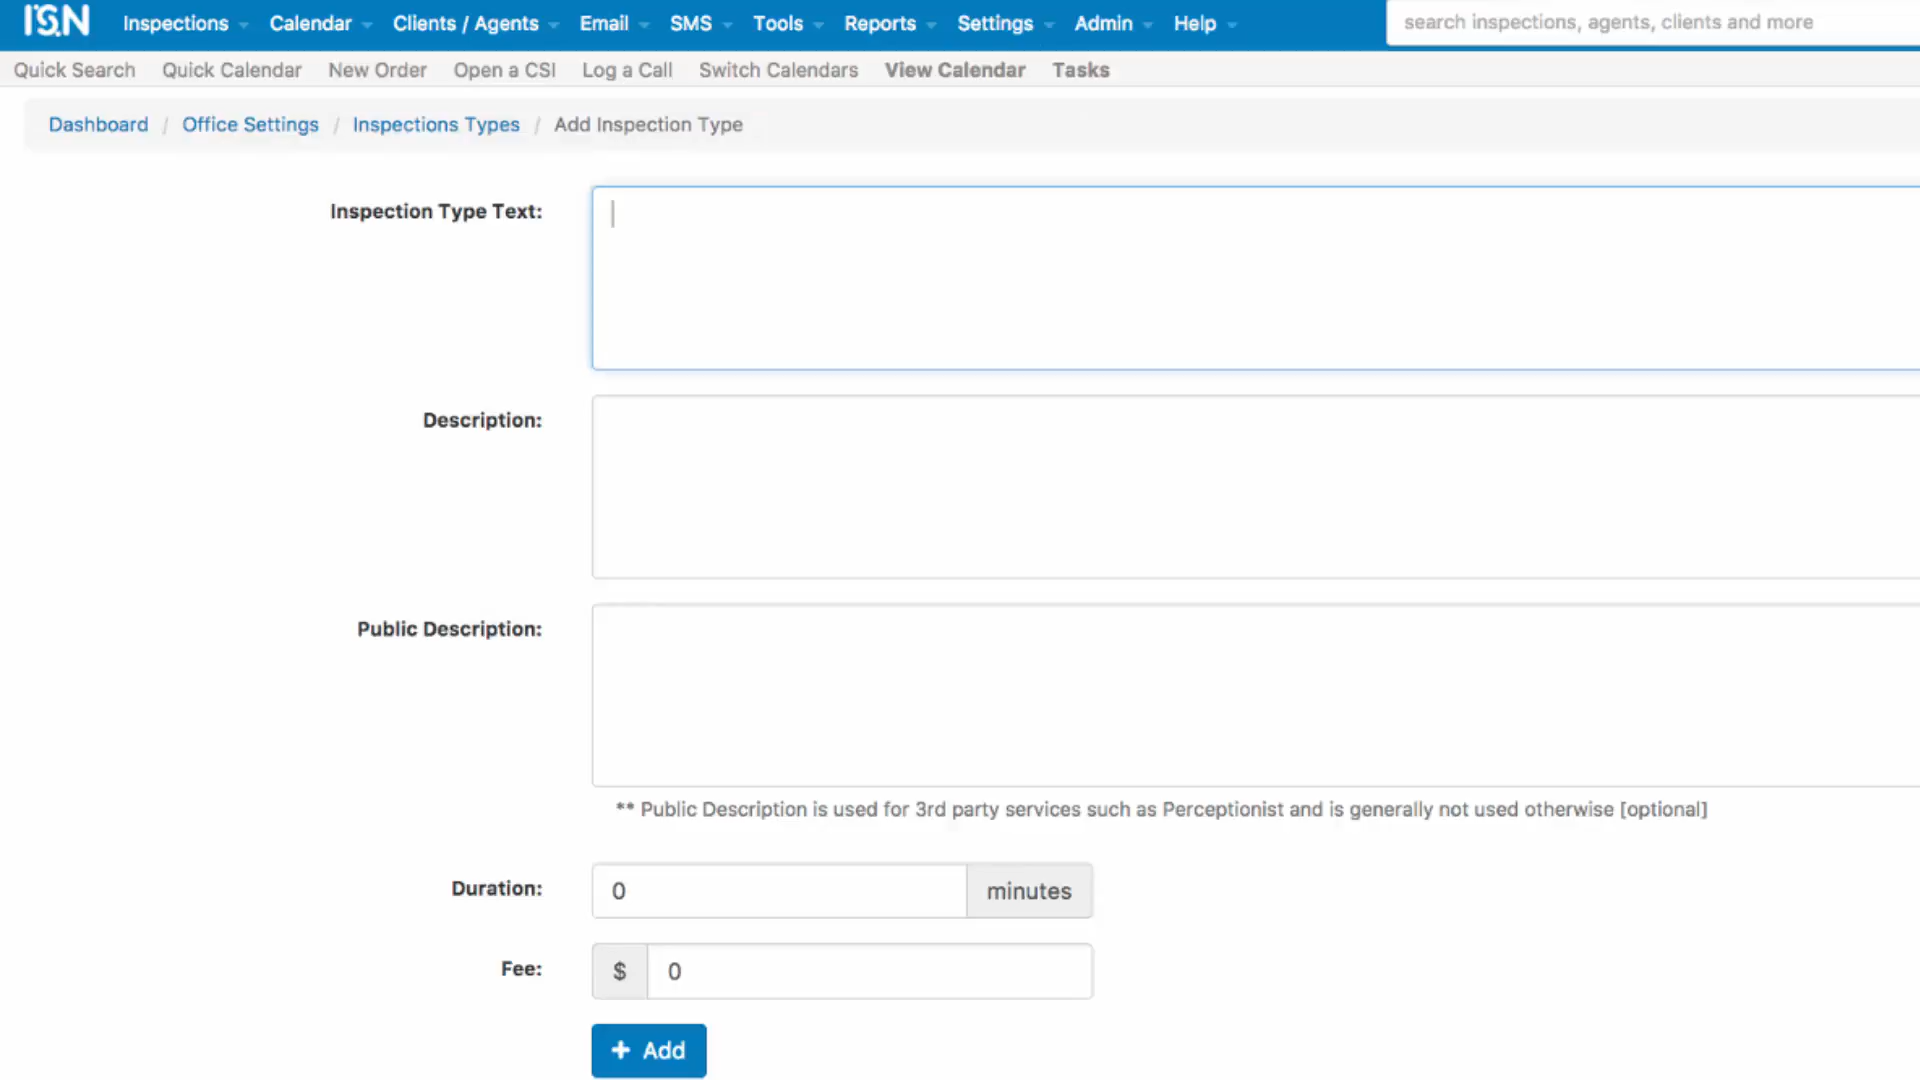 ISN Inspections Calendar Clients / Agents Email SMS Tools Reports Settings Admin Help search inspections, agents, clients and more
Quick Search Quick Calendar New Order Open a CSI Log a Call Switch Calendars View Calendar Tasks
Dashboard / Office Settings / Inspections Types / Add Inspection Type
Inspection Type Text:
Description:
Public Description:
** Public Description is used for 3rd party services such as Perceptionist and is generally not used otherwise [optional]
Duration: 0 minutes
Fee: $ 0
+ Add